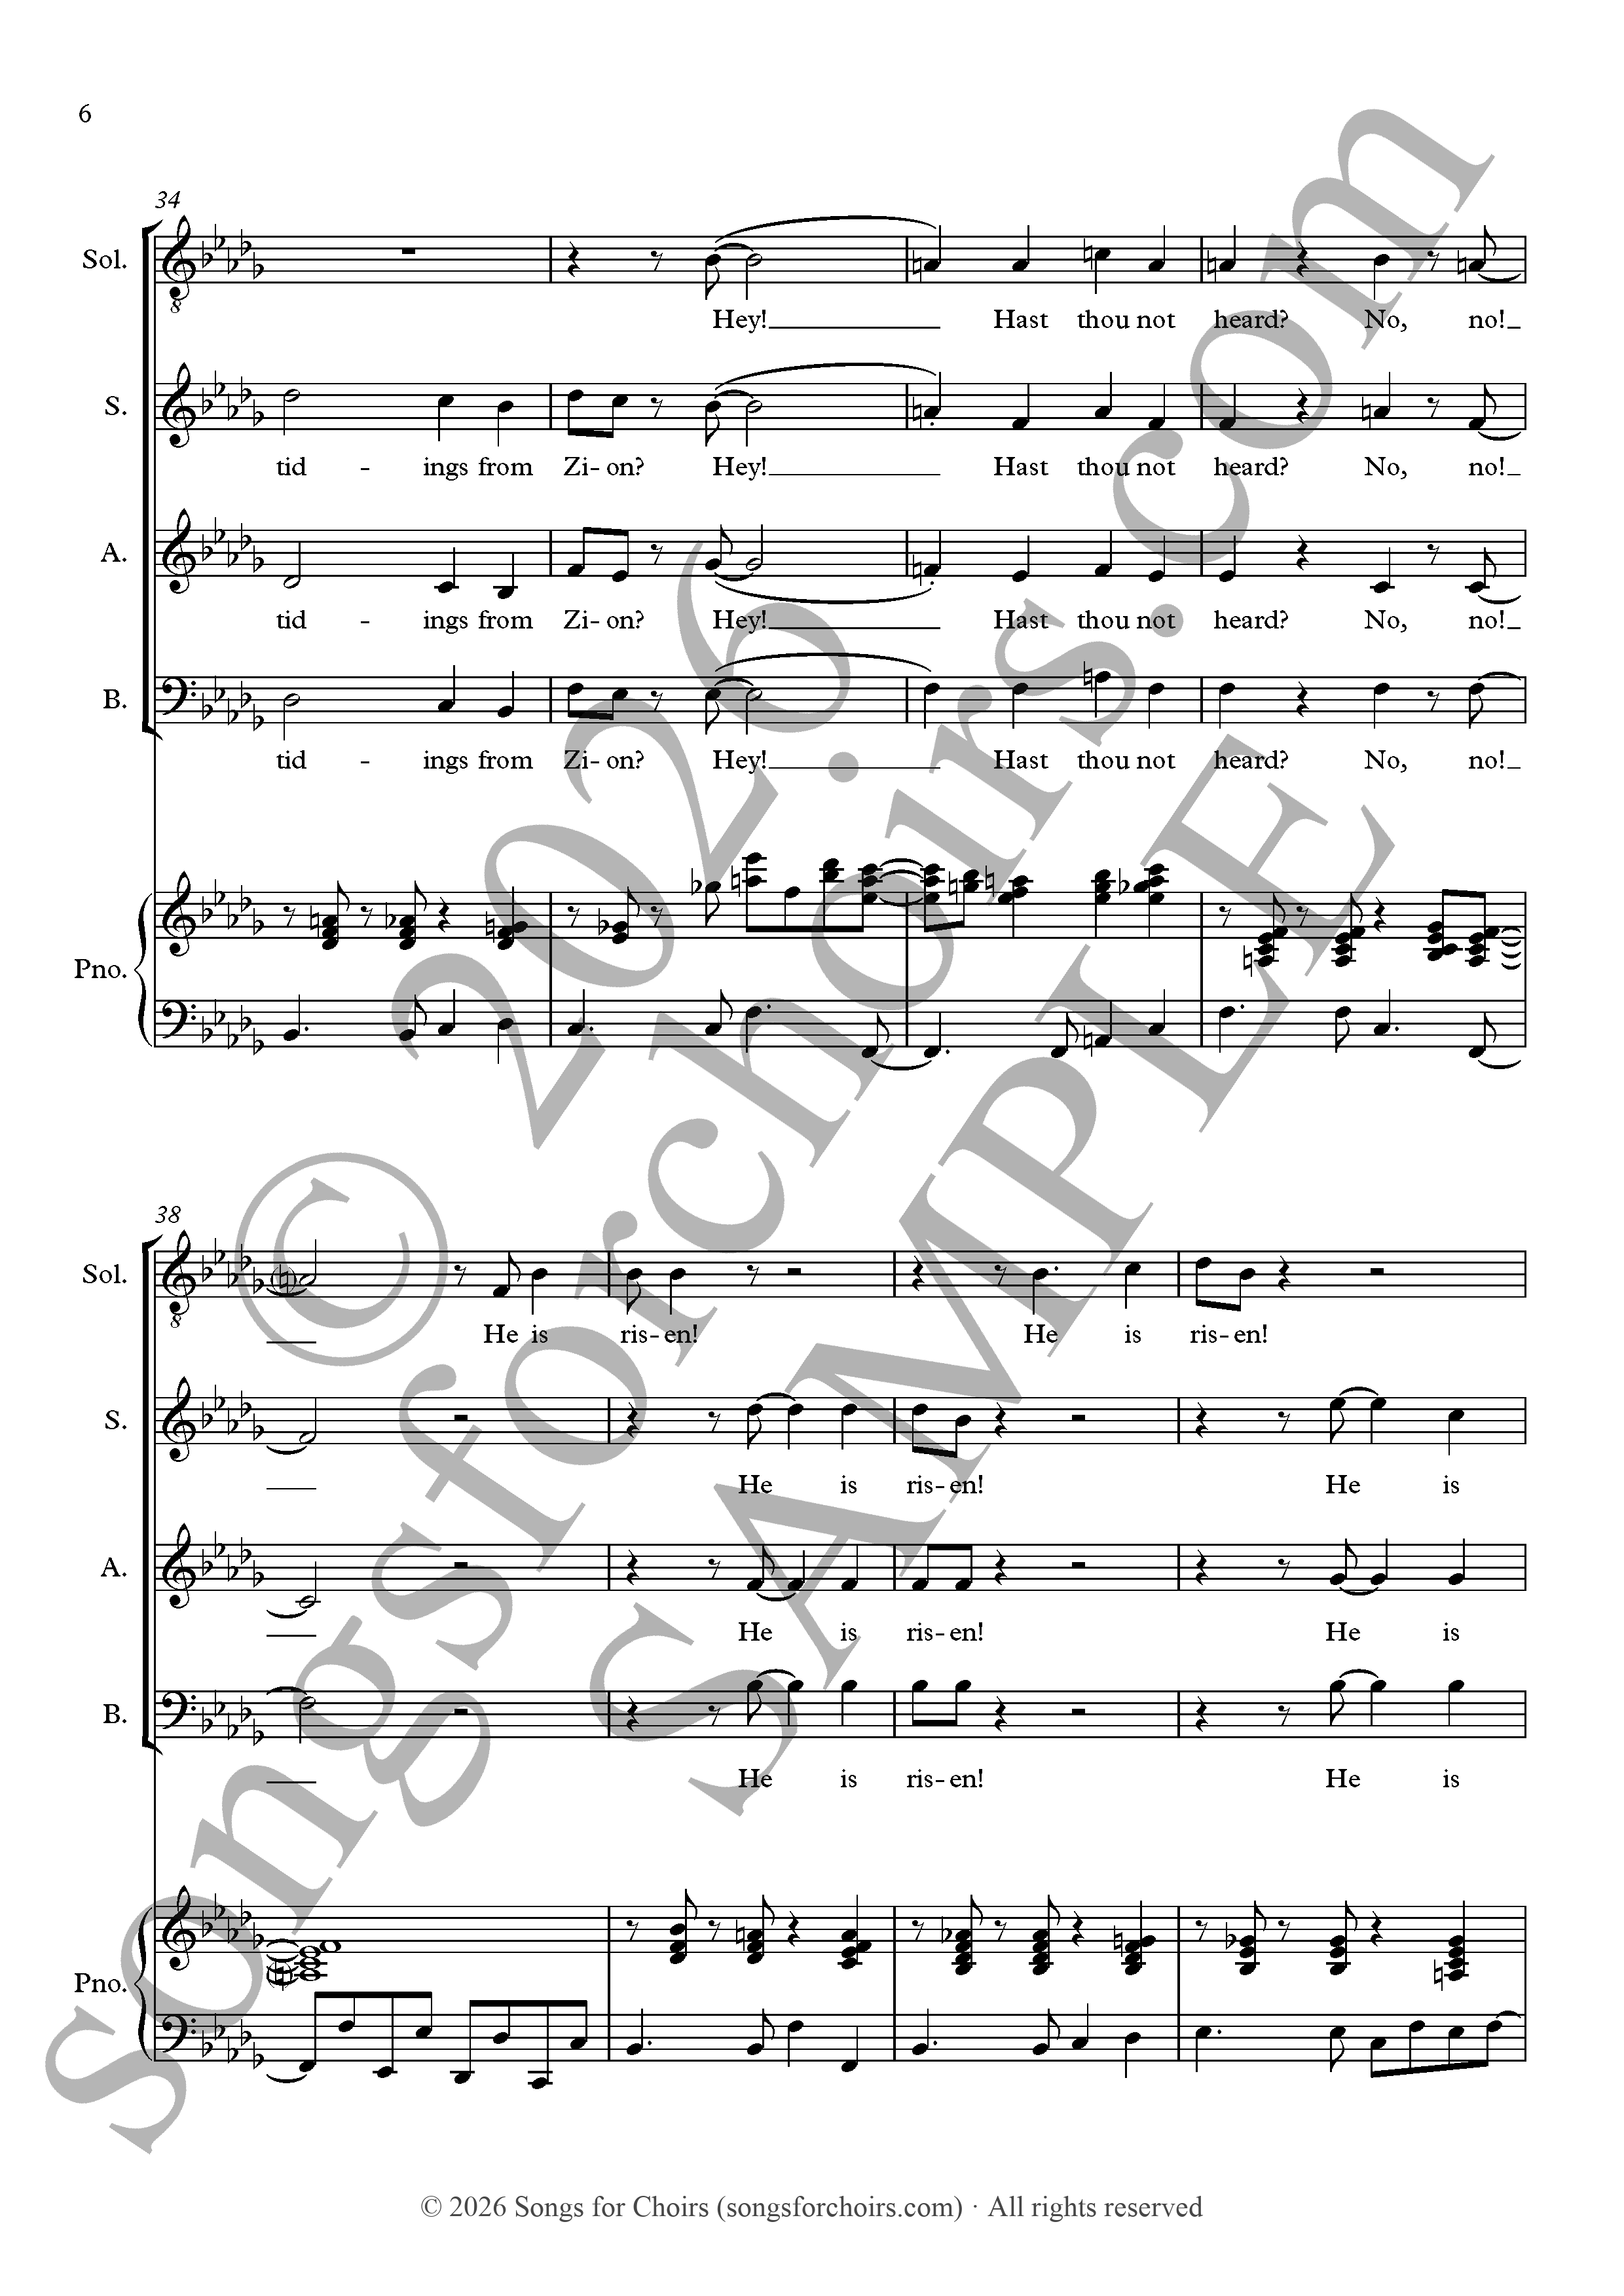 6
34
Sol.
Hey! Hast thou not heard? No, no!
S.
tid - ings from Zi - on? Hey! Hast thou not heard? No, no!
A.
tid - ings from Zi - on? Hey! Hast thou not heard? No, no!
B.
tid - ings from Zi - on? Hey! Hast thou not heard? No, no!
Pno.
38
Sol.
He is ris - en! He is ris - en!
S.
He is ris - en! He is
A.
He is ris - en! He is
B.
He is ris - en! He is
Pno.
© 2026
songsforchoirs.com
SAMPLE
© 2026 Songs for Choirs (songsforchoirs.com) · All rights reserved